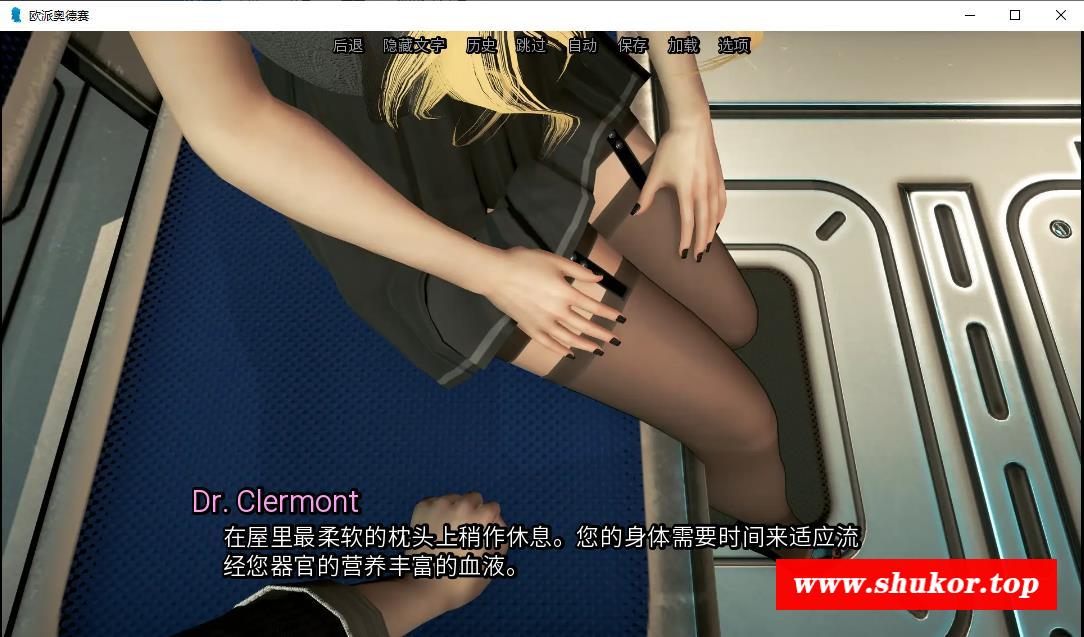 欧派奥德赛
后退 隐藏文字 历史 跳过 自动 保存 加载 选项
Dr. Clermont
在屋里最柔软的枕头上稍作休息。您的身体需要时间来适应流
经您器官的营养丰富的血液。
www.shukor.top